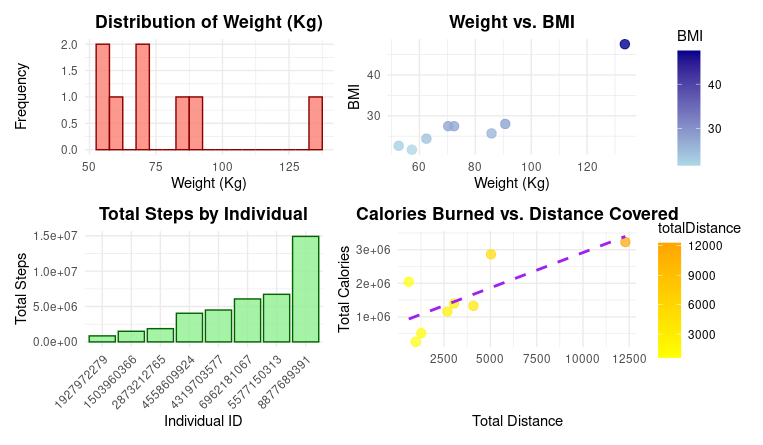 Distribution of Weight (Kg)
Frequency
2.0
1.5
1.0
0.5
0.0
50
75
100
125
Weight (Kg)
Weight vs. BMI
BMI
40
30
60
80
100
120
Weight (Kg)
BMI
40
30
Total Steps by Individual
Total Steps
1.5e+07
1.0e+07
5.0e+06
0.0e+00
1927972279
1503960366
2873212765
4558609924
4319703577
6962181067
5577150313
8877689391
Individual ID
Calories Burned vs. Distance Covered
Total Calories
3e+06
2e+06
1e+06
2500
5000
7500
10000
12500
Total Distance
totalDistance
12000
9000
6000
3000